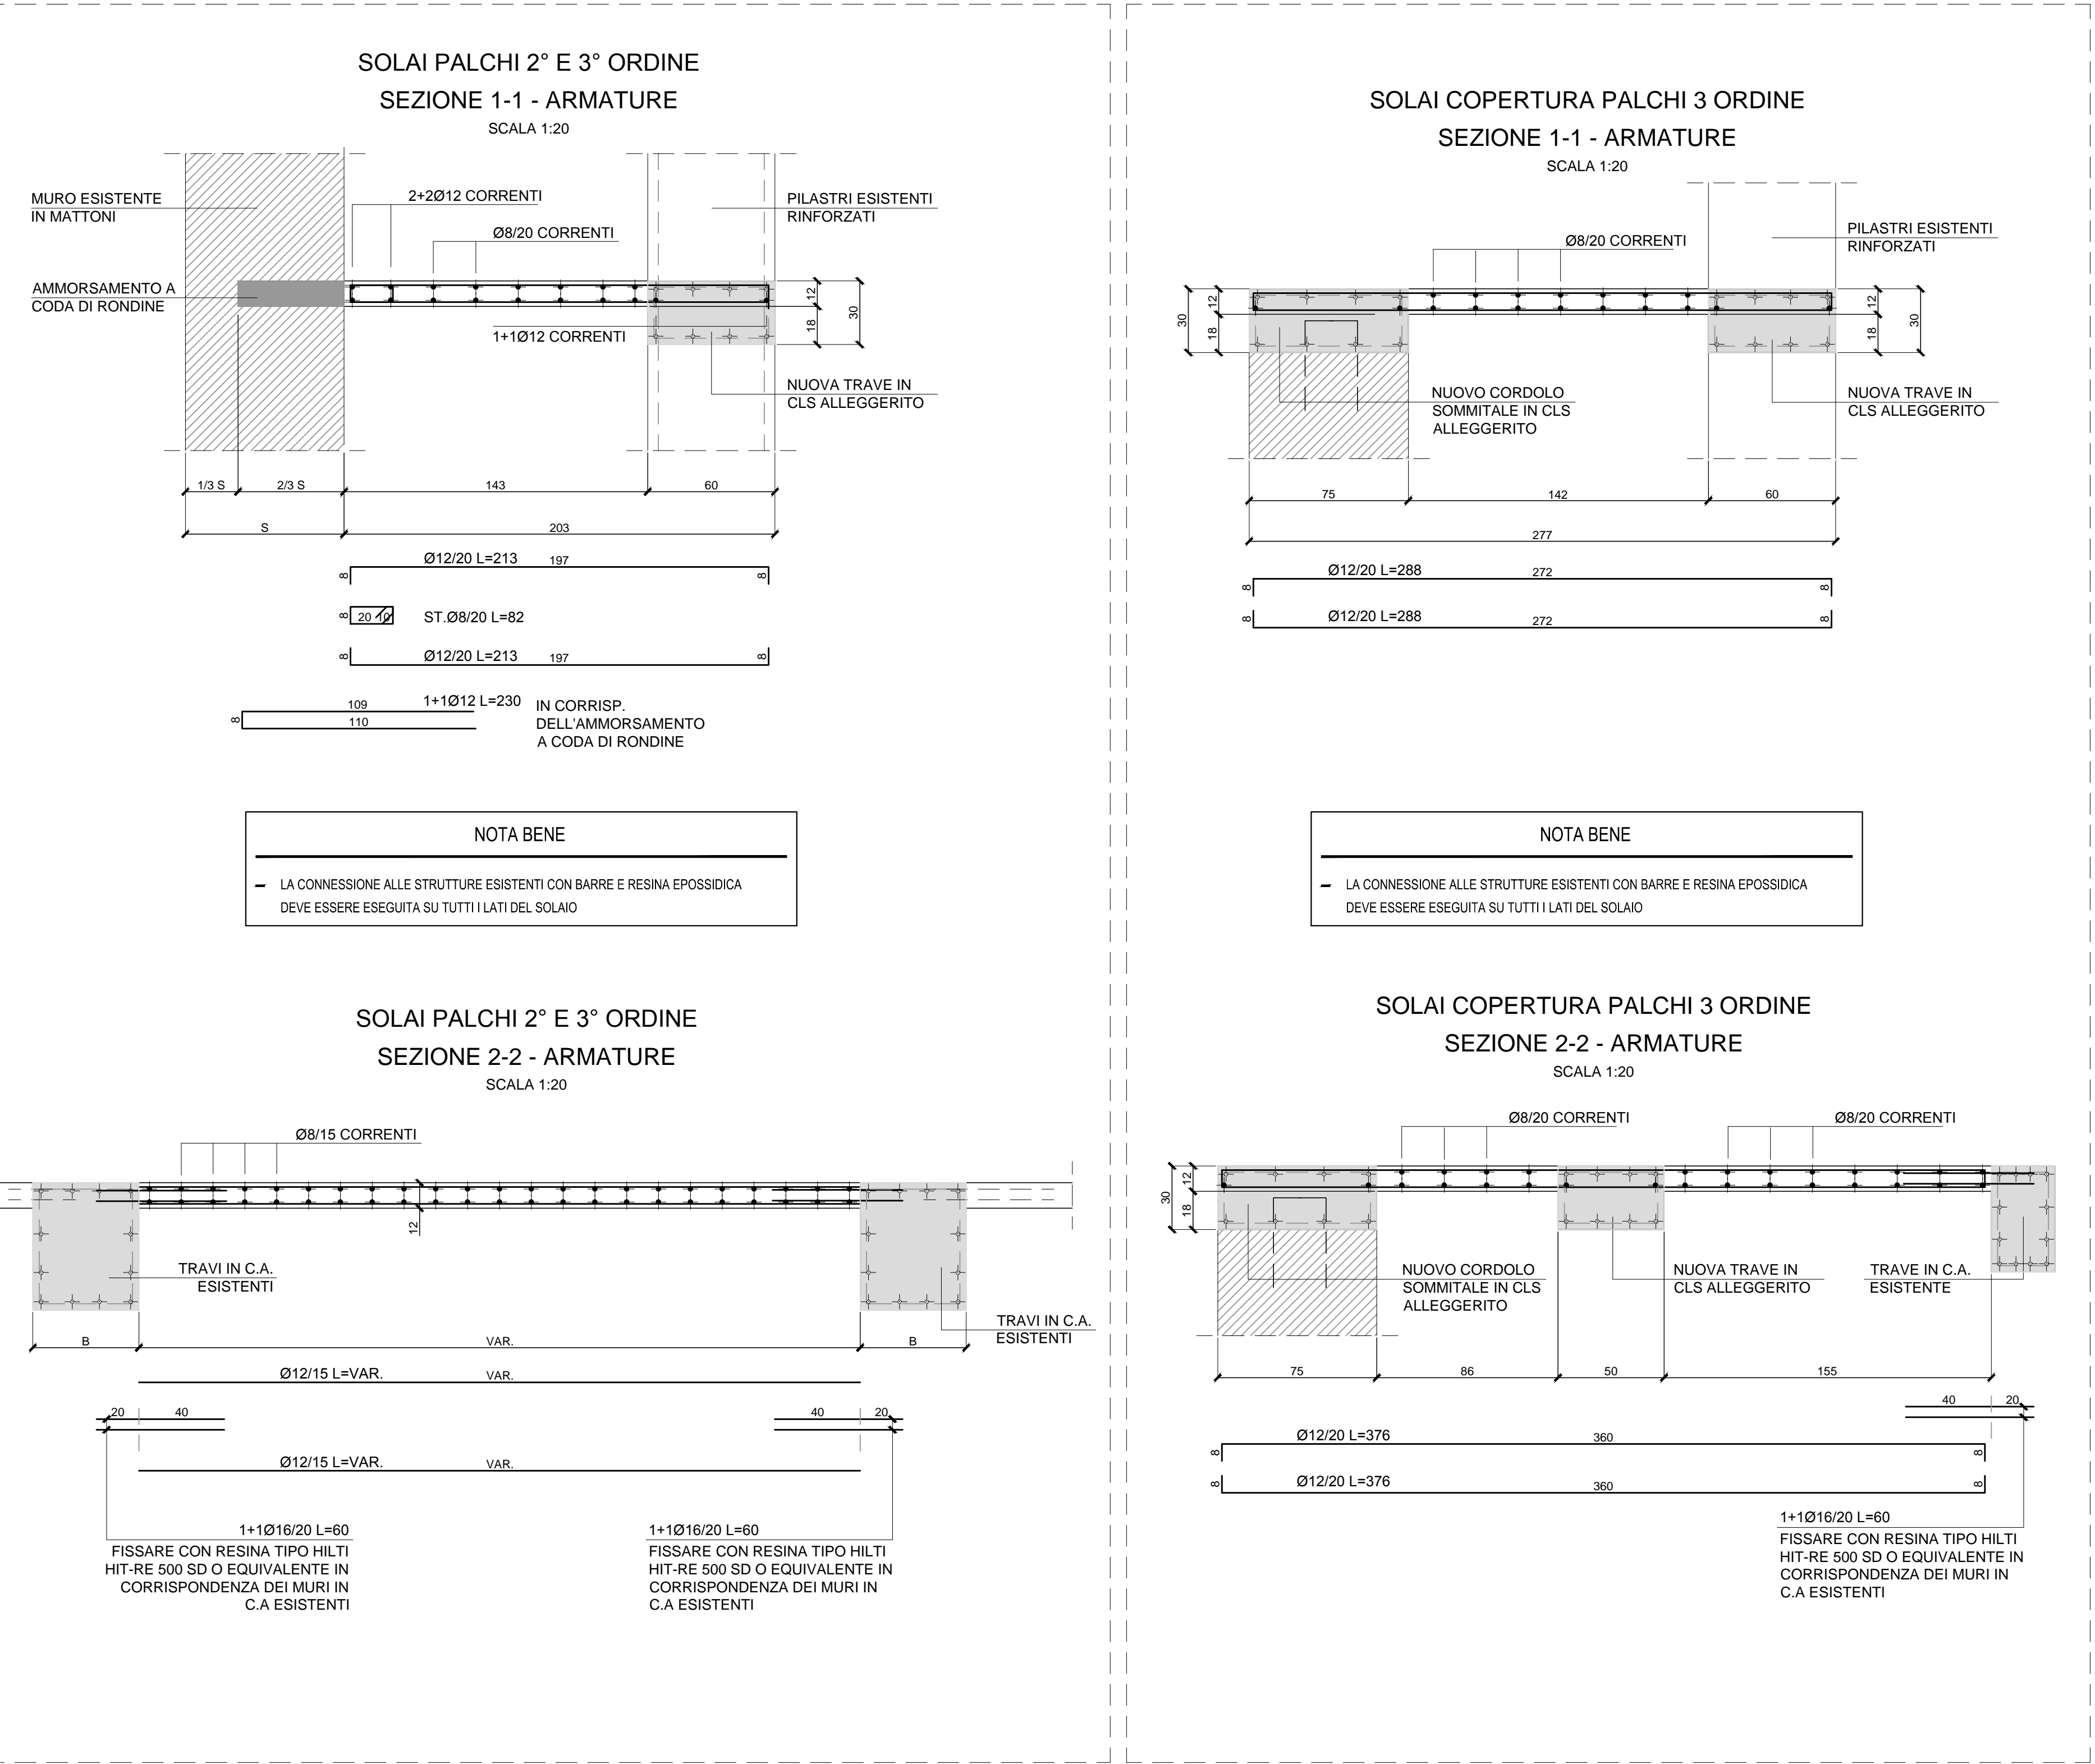 SOLAI PALCHI 2° E 3° ORDINE
SEZIONE 1-1 - ARMATURE
SCALA 1:20
MURO ESISTENTE
IN MATTONI
2+2Ø12 CORRENTI
Ø8/20 CORRENTI
PILASTRI ESISTENTI
RINFORZATI
AMMORSAMENTO A
CODA DI RONDINE
12
18
30
1+1Ø12 CORRENTI
NUOVA TRAVE IN
CLS ALLEGGERITO
1/3 S
2/3 S
143
60
S
203
Ø12/20 L=213
197
8
8
8
20
10
ST.Ø8/20 L=82
Ø12/20 L=213
197
8
8
1+1Ø12 L=230
109
110
8
IN CORRISP.
DELL'AMMORSAMENTO
A CODA DI RONDINE
NOTA BENE
LA CONNESSIONE ALLE STRUTTURE ESISTENTI CON BARRE E RESINA EPOSSIDICA
DEVE ESSERE ESEGUITA SU TUTTI I LATI DEL SOLAIO
SOLAI PALCHI 2° E 3° ORDINE
SEZIONE 2-2 - ARMATURE
SCALA 1:20
Ø8/15 CORRENTI
12
TRAVI IN C.A.
ESISTENTI
TRAVI IN C.A.
ESISTENTI
B
VAR.
B
Ø12/15 L=VAR.
VAR.
20
40
40
20
Ø12/15 L=VAR.
VAR.
1+1Ø16/20 L=60
FISSARE CON RESINA TIPO HILTI
HIT-RE 500 SD O EQUIVALENTE IN
CORRISPONDENZA DEI MURI IN
C.A ESISTENTI
1+1Ø16/20 L=60
FISSARE CON RESINA TIPO HILTI
HIT-RE 500 SD O EQUIVALENTE IN
CORRISPONDENZA DEI MURI IN
C.A ESISTENTI
SOLAI COPERTURA PALCHI 3 ORDINE
SEZIONE 1-1 - ARMATURE
SCALA 1:20
Ø8/20 CORRENTI
PILASTRI ESISTENTI
RINFORZATI
30
12
18
12
18
30
NUOVO CORDOLO
SOMMITALE IN CLS
ALLEGGERITO
NUOVA TRAVE IN
CLS ALLEGGERITO
75
142
60
277
Ø12/20 L=288
272
8
8
Ø12/20 L=288
272
8
8
NOTA BENE
LA CONNESSIONE ALLE STRUTTURE ESISTENTI CON BARRE E RESINA EPOSSIDICA
DEVE ESSERE ESEGUITA SU TUTTI I LATI DEL SOLAIO
SOLAI COPERTURA PALCHI 3 ORDINE
SEZIONE 2-2 - ARMATURE
SCALA 1:20
Ø8/20 CORRENTI
Ø8/20 CORRENTI
30
12
18
NUOVO CORDOLO
SOMMITALE IN CLS
ALLEGGERITO
NUOVA TRAVE IN
CLS ALLEGGERITO
TRAVE IN C.A.
ESISTENTE
75
86
50
155
40
20
Ø12/20 L=376
360
8
8
Ø12/20 L=376
360
8
8
1+1Ø16/20 L=60
FISSARE CON RESINA TIPO HILTI
HIT-RE 500 SD O EQUIVALENTE IN
CORRISPONDENZA DEI MURI IN
C.A ESISTENTI